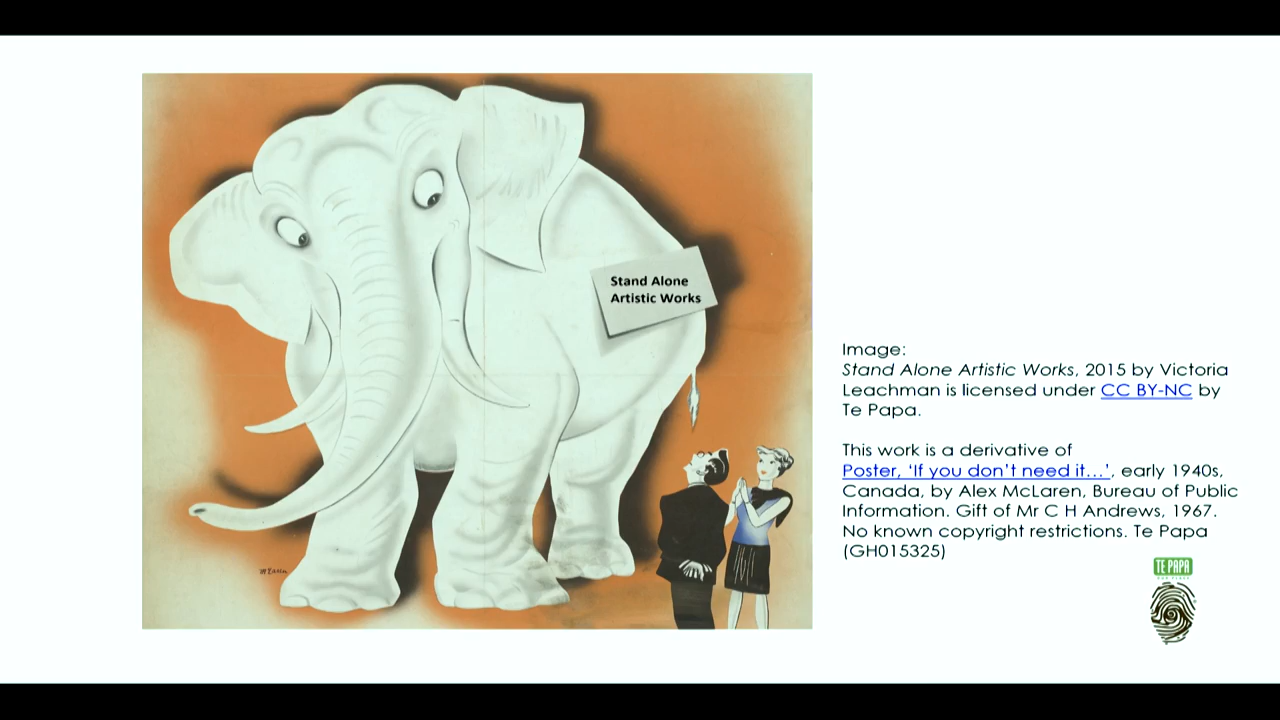 Stand Alone
Artistic Works
Image:
Stand Alone Artistic Works, 2015 by Victoria
Leachman is licensed under CC BY-NC by
Te Papa.
This work is a derivative of
Poster, ‘If you don’t need it…’, early 1940s,
Canada, by Alex McLaren, Bureau of Public
Information. Gift of Mr C H Andrews, 1967.
No known copyright restrictions. Te Papa
(GH015325)
TE PAPA